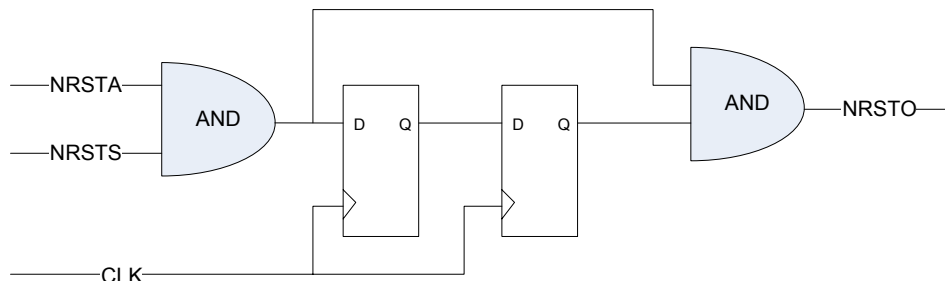 NRSTA
NRSTS
AND
D Q
D Q
AND
NRSTO
CLK